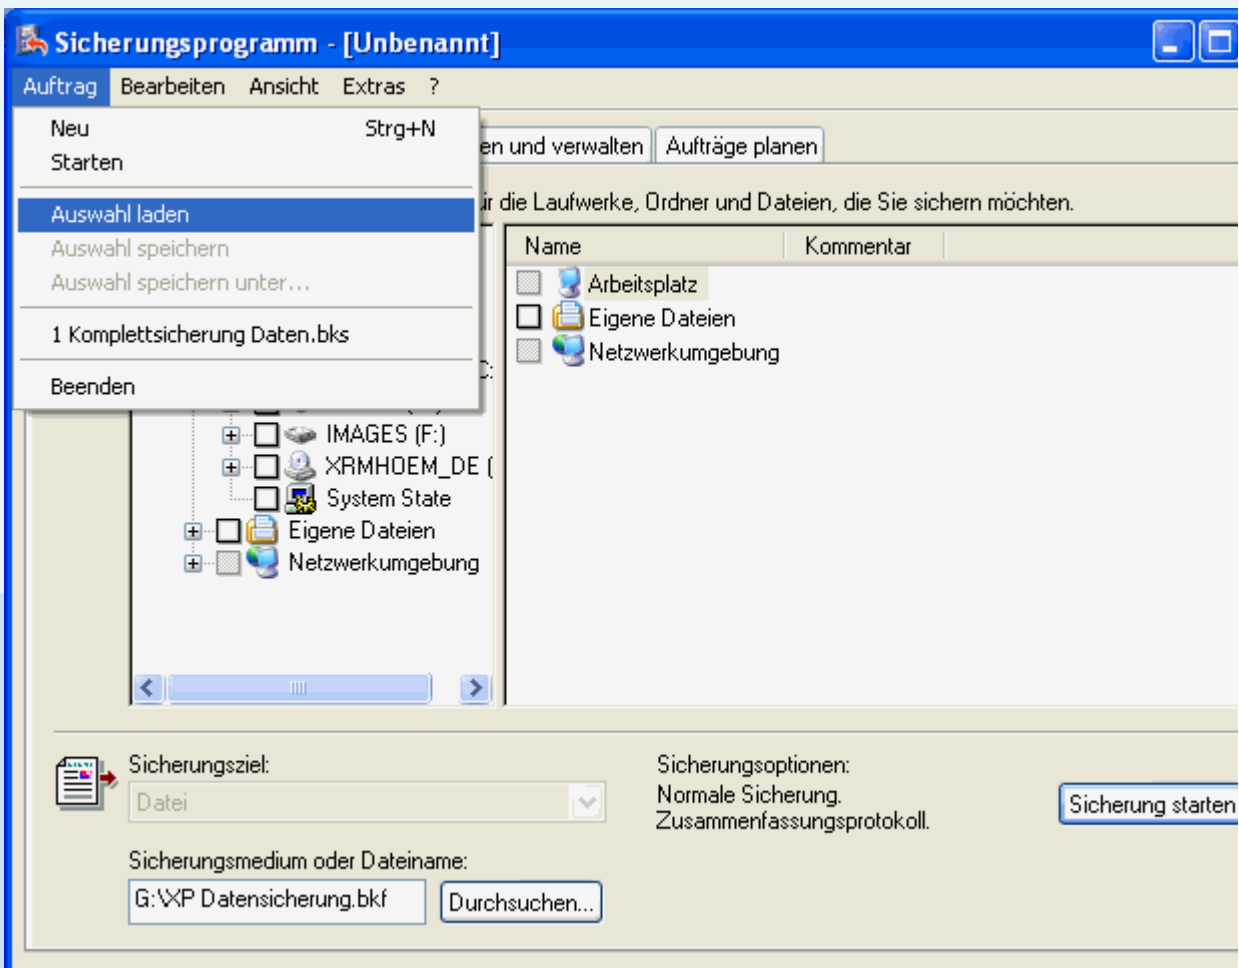 Sicherungsprogramm - [Unbenannt]
Auftrag Bearbeiten Ansicht Extras ?
Neu Strg+N
Starten
Auswahl laden
Auswahl speichern
Auswahl speichern unter...
1 Komplettsicherung Daten.bks
Beenden
en und verwalten Aufträge planen
für die Laufwerke, Ordner und Dateien, die Sie sichern möchten.
Name Kommentar
Arbeitsplatz
Eigene Dateien
Netzwerkumgebung
C:
IMAGES (F:)
XRMHOEM_DE (
System State
Eigene Dateien
Netzwerkumgebung
Sicherungsziel:
Datei
Sicherungsmedium oder Dateiname:
G:\XP Datensicherung.bkf
Durchsuchen...
Sicherungsoptionen:
Normale Sicherung.
Zusammenfassungsprotokoll.
Sicherung starten